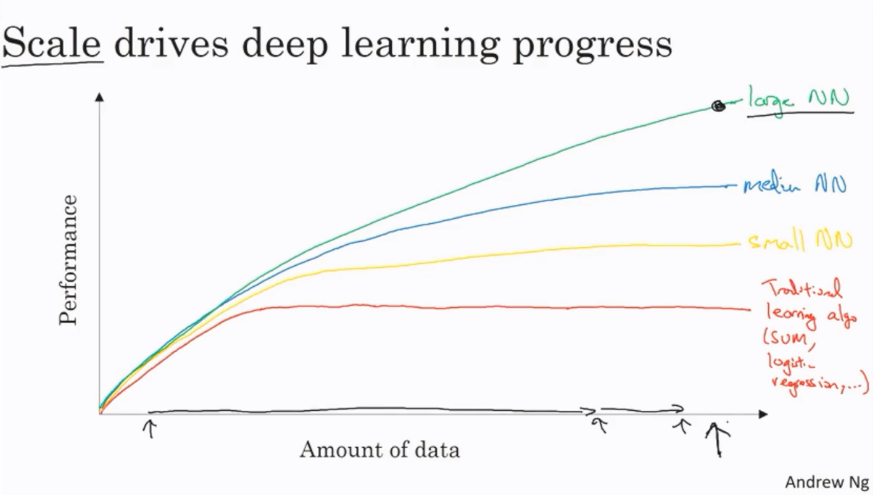 Scale drives deep learning progress
large NN
medium NN
small NN
Traditional
learning algo
(SVM,
logistic
regression,...)
Performance
Amount of data
Andrew Ng